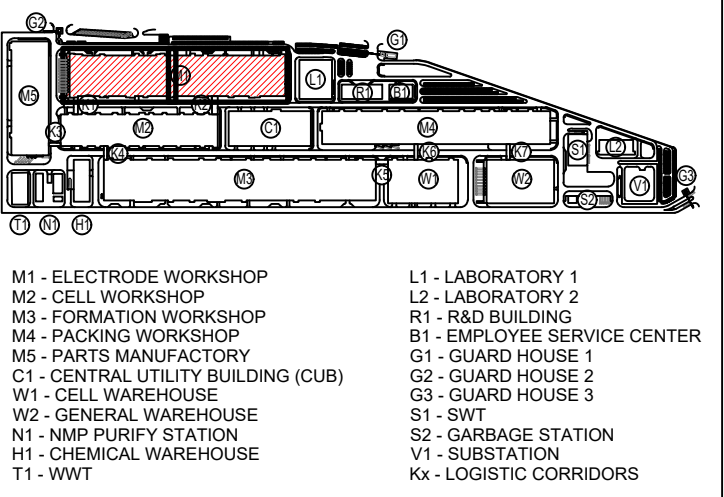 G2
G1
M1
L1
R1
B1
M5
K1
K2
K3
M2
C1
M4
S1
L2
K4
K6
K7
M3
K5
W1
W2
V1
G3
S2
T1
N1
H1
M1 - ELECTRODE WORKSHOP
M2 - CELL WORKSHOP
M3 - FORMATION WORKSHOP
M4 - PACKING WORKSHOP
M5 - PARTS MANUFACTORY
C1 - CENTRAL UTILITY BUILDING (CUB)
W1 - CELL WAREHOUSE
W2 - GENERAL WAREHOUSE
N1 - NMP PURIFY STATION
H1 - CHEMICAL WAREHOUSE
T1 - WWT
L1 - LABORATORY 1
L2 - LABORATORY 2
R1 - R&D BUILDING
B1 - EMPLOYEE SERVICE CENTER
G1 - GUARD HOUSE 1
G2 - GUARD HOUSE 2
G3 - GUARD HOUSE 3
S1 - SWT
S2 - GARBAGE STATION
V1 - SUBSTATION
Kx - LOGISTIC CORRIDORS